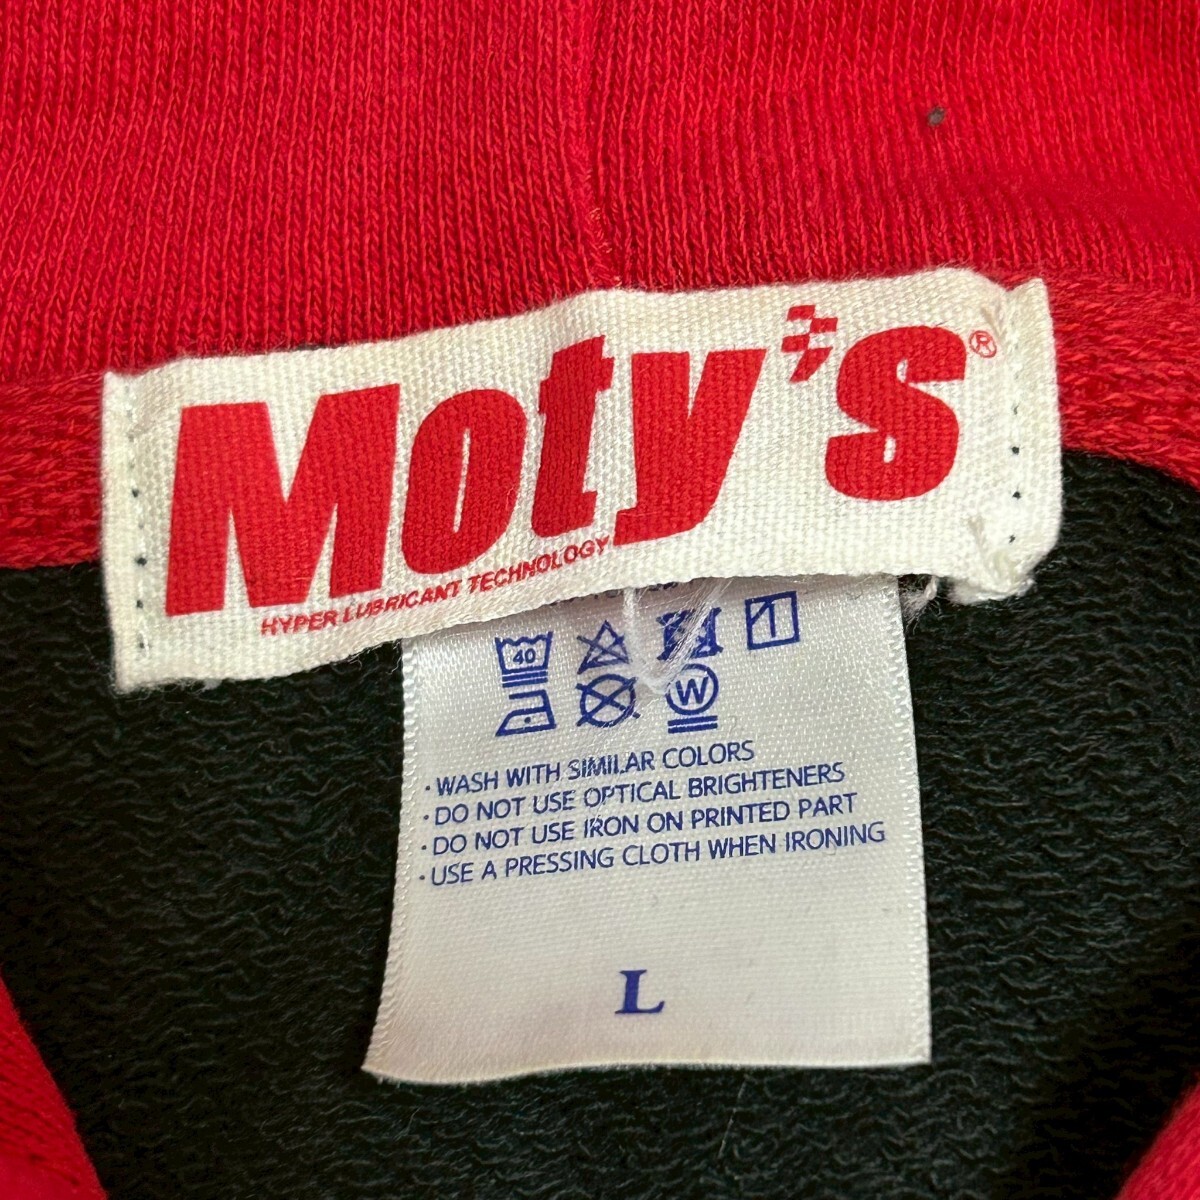 Moty's®
HYPER LUBRICANT TECHNOLOGY
40
W
· WASH WITH SIMILAR COLORS
· DO NOT USE OPTICAL BRIGHTENERS
· DO NOT USE IRON ON PRINTED PART
· USE A PRESSING CLOTH WHEN IRONING
L